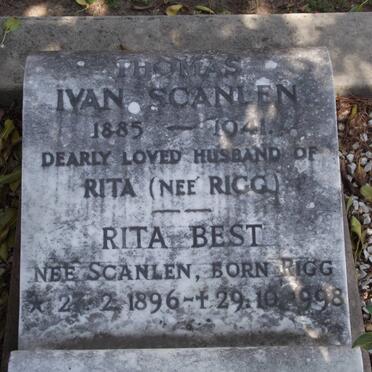 THOMAS
IVAN SCANLEN
1885 — 1941
DEARLY LOVED HUSBAND OF
RITA (NEÉ RIGG)
— —
RITA BEST
NEE SCANLEN, BORN RIGG
* 27.2.1896 - † 29.10.1998